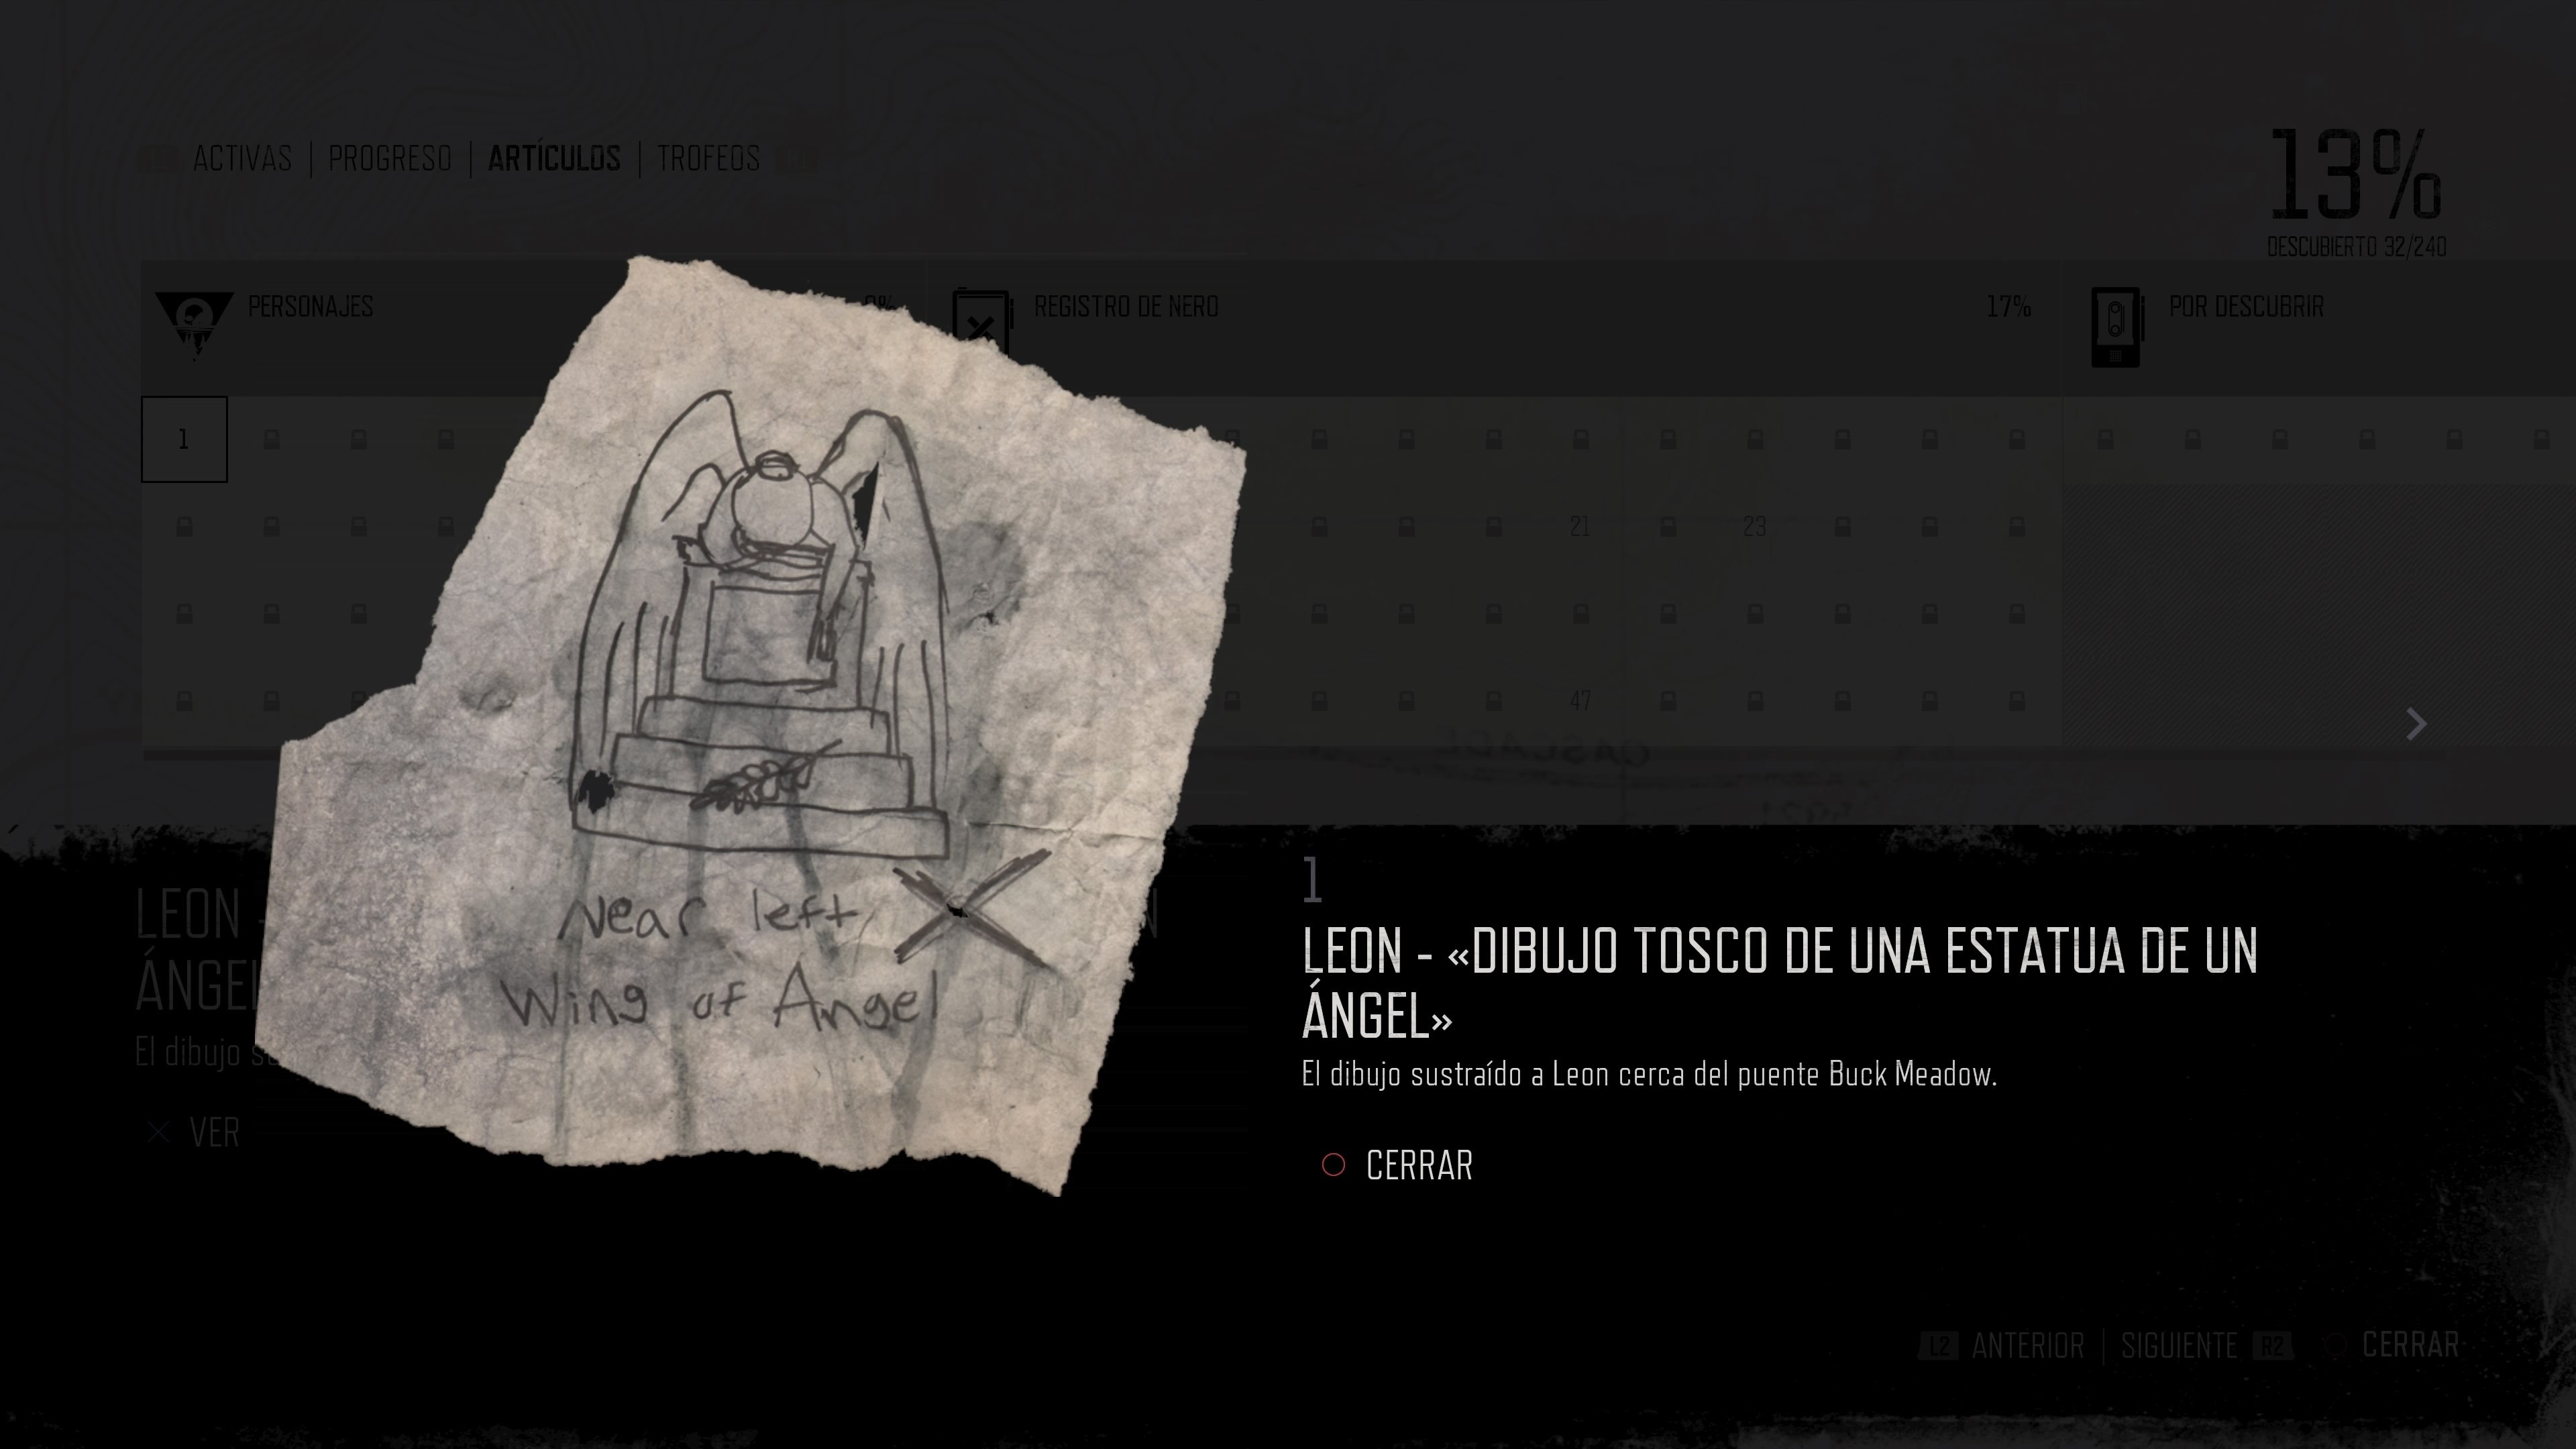 ACTIVAS | PROGRESO | ARTÍCULOS | TROFEOS
13%
DESCUBIERTO 32/240
PERSONAJES
REGISTRO DE NERO
17%
POR DESCUBRIR
1
21
23
47
Near left
Wing of Angel
LEON -
ÁNGEL
El dibujo
VER
1
LEON - «DIBUJO TOSCO DE UNA ESTATUA DE UN
ÁNGEL»
El dibujo sustraído a Leon cerca del puente Buck Meadow.
CERRAR
L2 ANTERIOR | SIGUIENTE R2 CERRAR